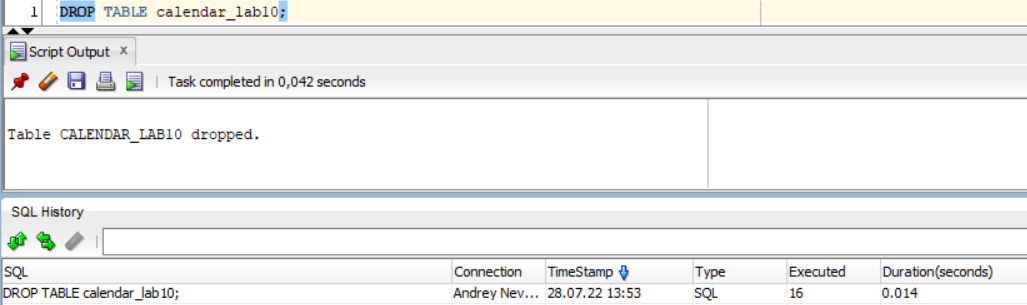 1 DROP TABLE calendar_lab10;
Script Output x
Task completed in 0,042 seconds
Table CALENDAR_LAB10 dropped.
SQL History
SQL Connection TimeStamp Type Executed Duration(seconds)
DROP TABLE calendar_lab10; Andrey Nev... 28.07.22 13:53 SQL 16 0.014